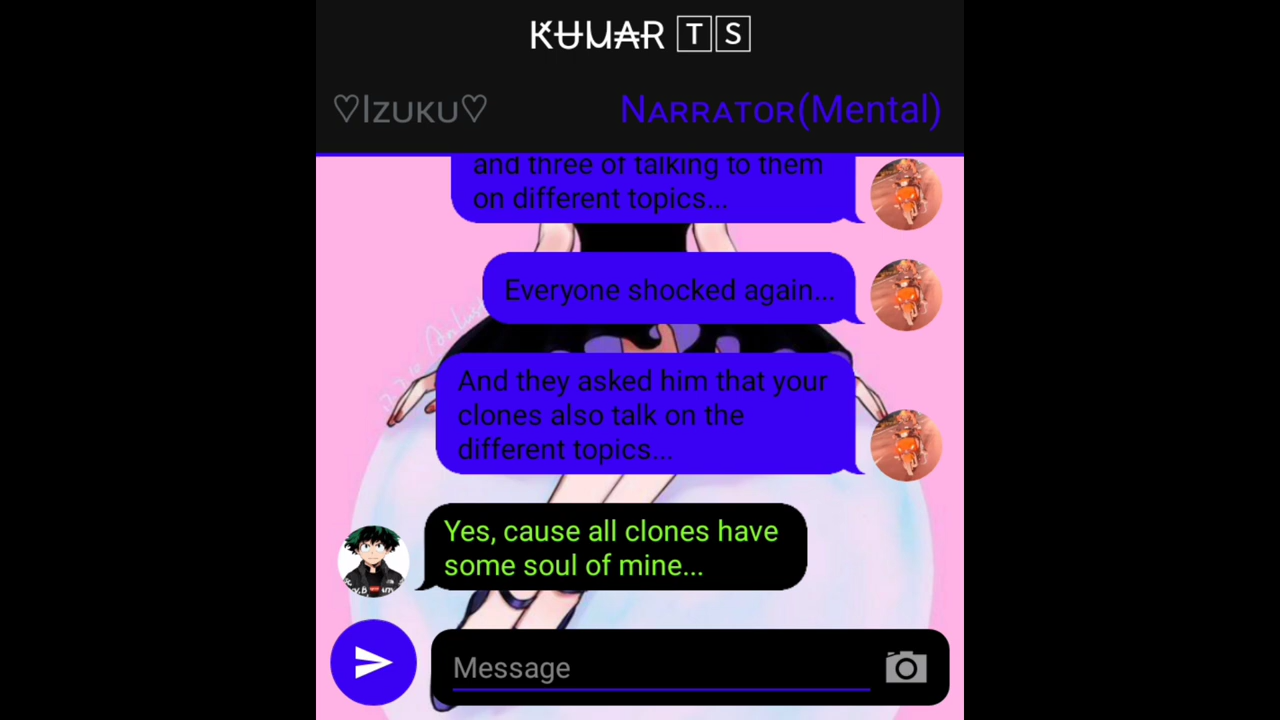 KUUAR TS
♡Izuku♡
Narrator(Mental)
and three of talking to them
on different topics...
Everyone shocked again...
And they asked him that your
clones also talk on the
different topics...
Yes, cause all clones have
some soul of mine...
Message